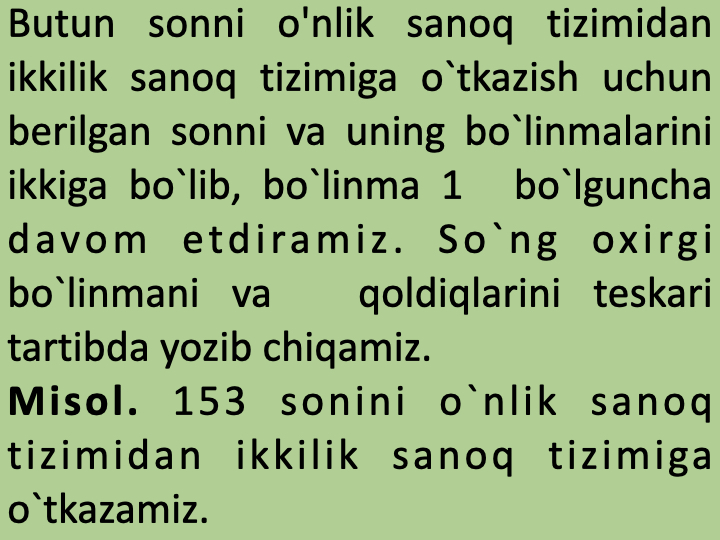 Butun sonni o'nlik sanoq tizimidan
ikkilik sanoq tizimiga o`tkazish uchun
berilgan sonni va uning bo`linmalarini
ikkiga bo`lib, bo`linma 1 bo`lguncha
davom etdiramiz. So`ng oxirgi
bo`linmani va qoldiqlarini teskari
tartibda yozib chiqamiz.
Misol. 153 sonini o`nlik sanoq
tizimidan ikkilik sanoq tizimiga
o`tkazamiz.